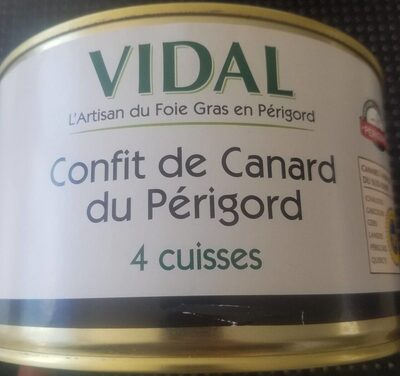 VIDAL
L'Artisan du Foie Gras en Périgord
Confit de Canard
du Périgord
4 cuisses